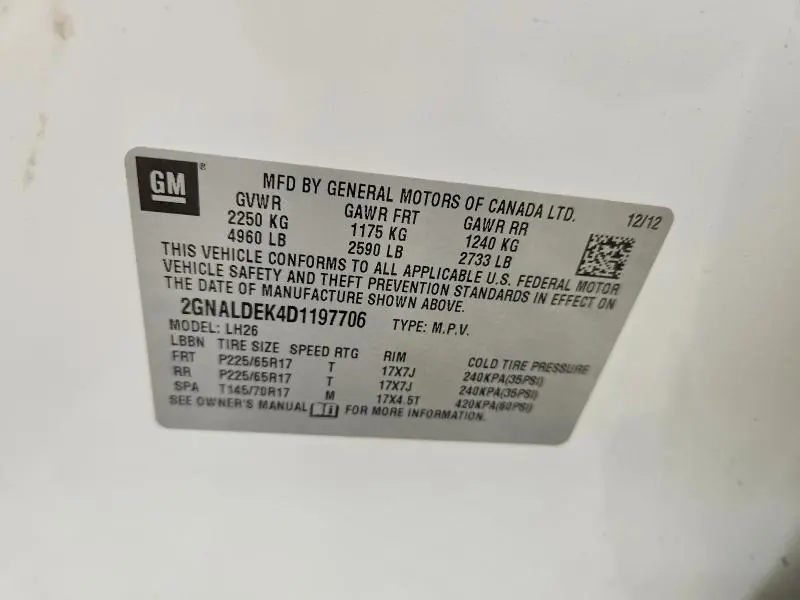 GM ®
MFD BY GENERAL MOTORS OF CANADA LTD. 12/12
GVWR GAWR FRT GAWR RR
2250 KG 1175 KG 1240 KG
4960 LB 2590 LB 2733 LB
THIS VEHICLE CONFORMS TO ALL APPLICABLE U.S. FEDERAL MOTOR
VEHICLE SAFETY AND THEFT PREVENTION STANDARDS IN EFFECT ON
THE DATE OF MANUFACTURE SHOWN ABOVE.
2GNALDEK4D1197706 TYPE: M.P.V.
MODEL: LH26
LBBN TIRE SIZE SPEED RTG RIM COLD TIRE PRESSURE
FRT P225/65R17 T 17X7J 240KPA(35PSI)
RR P225/65R17 T 17X7J 240KPA(35PSI)
SPA T145/70R17 M 17X4.5T 420KPA(60PSI)
SEE OWNER'S MANUAL FOR MORE INFORMATION.